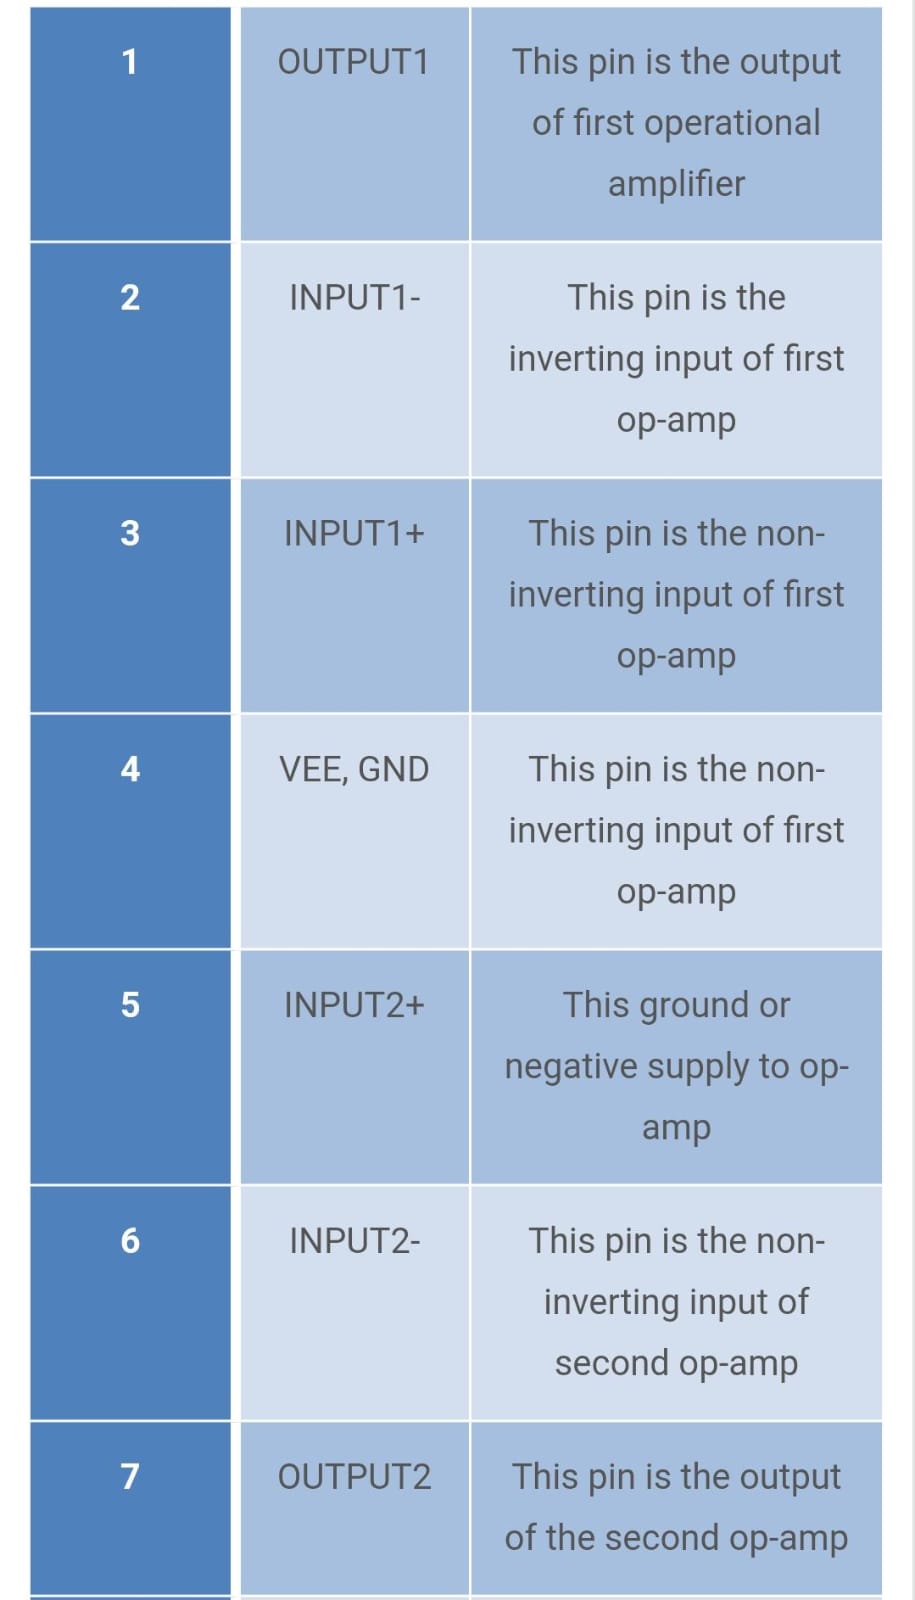 1 OUTPUT1 This pin is the output
of first operational
amplifier
2 INPUT1- This pin is the
inverting input of first
op-amp
3 INPUT1+ This pin is the non-
inverting input of first
op-amp
4 VEE, GND This pin is the non-
inverting input of first
op-amp
5 INPUT2+ This ground or
negative supply to op-
amp
6 INPUT2- This pin is the non-
inverting input of
second op-amp
7 OUTPUT2 This pin is the output
of the second op-amp